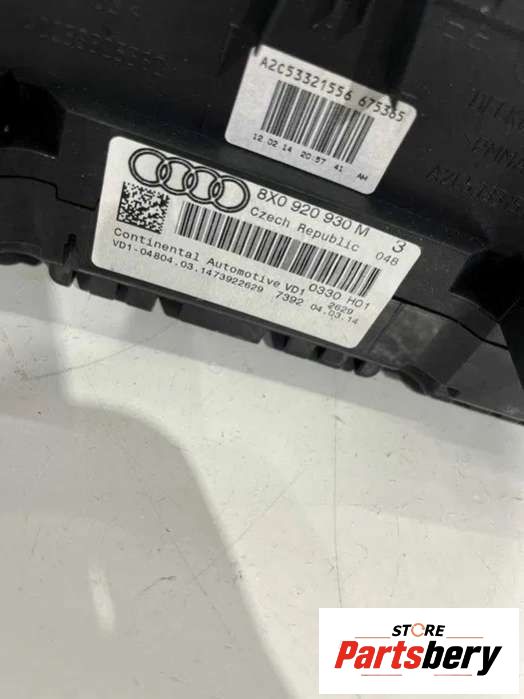 A2C53321556 675365
12 02 14 20 57 41 AM
8X0 920 930 M 3
Czech Republic 048
Continental Automotive VD1 0330 H01
VD1-04804.03.1473922629 7392 2629 04.03.14
STORE
Partsbery